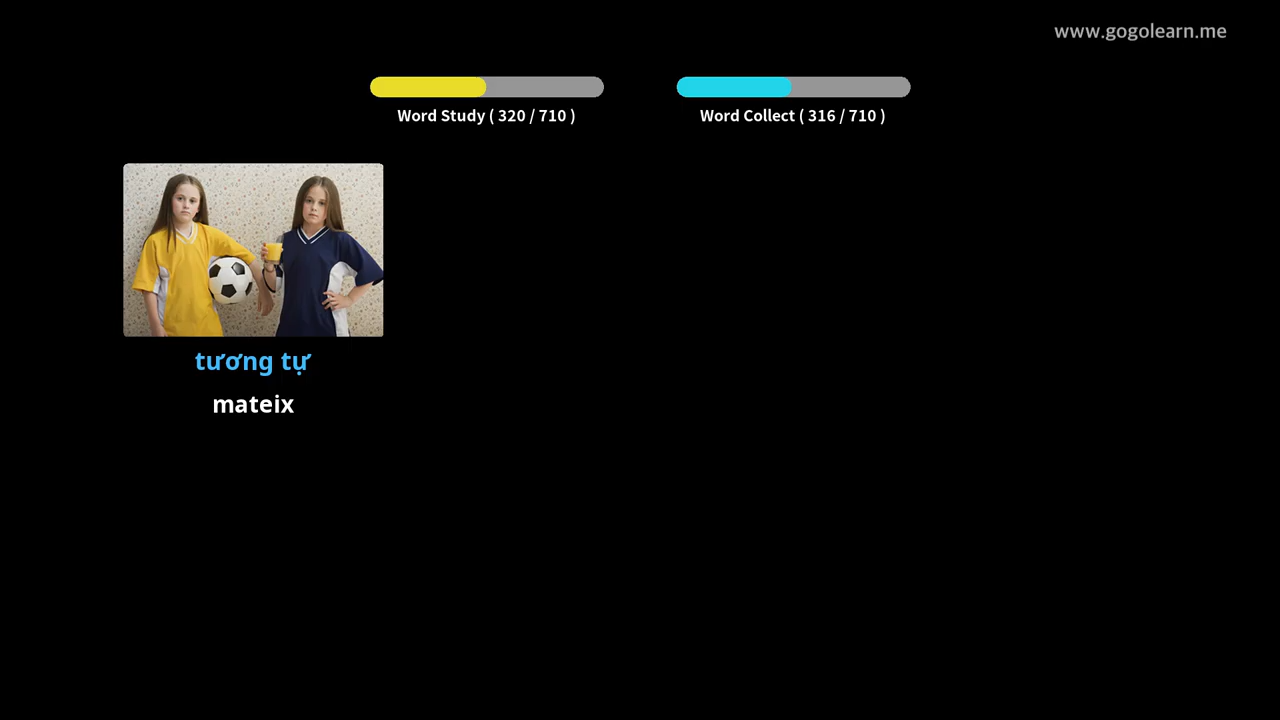 www.gogolearn.me
Word Study ( 320 / 710 )
Word Collect ( 316 / 710 )
tương tự
mateix